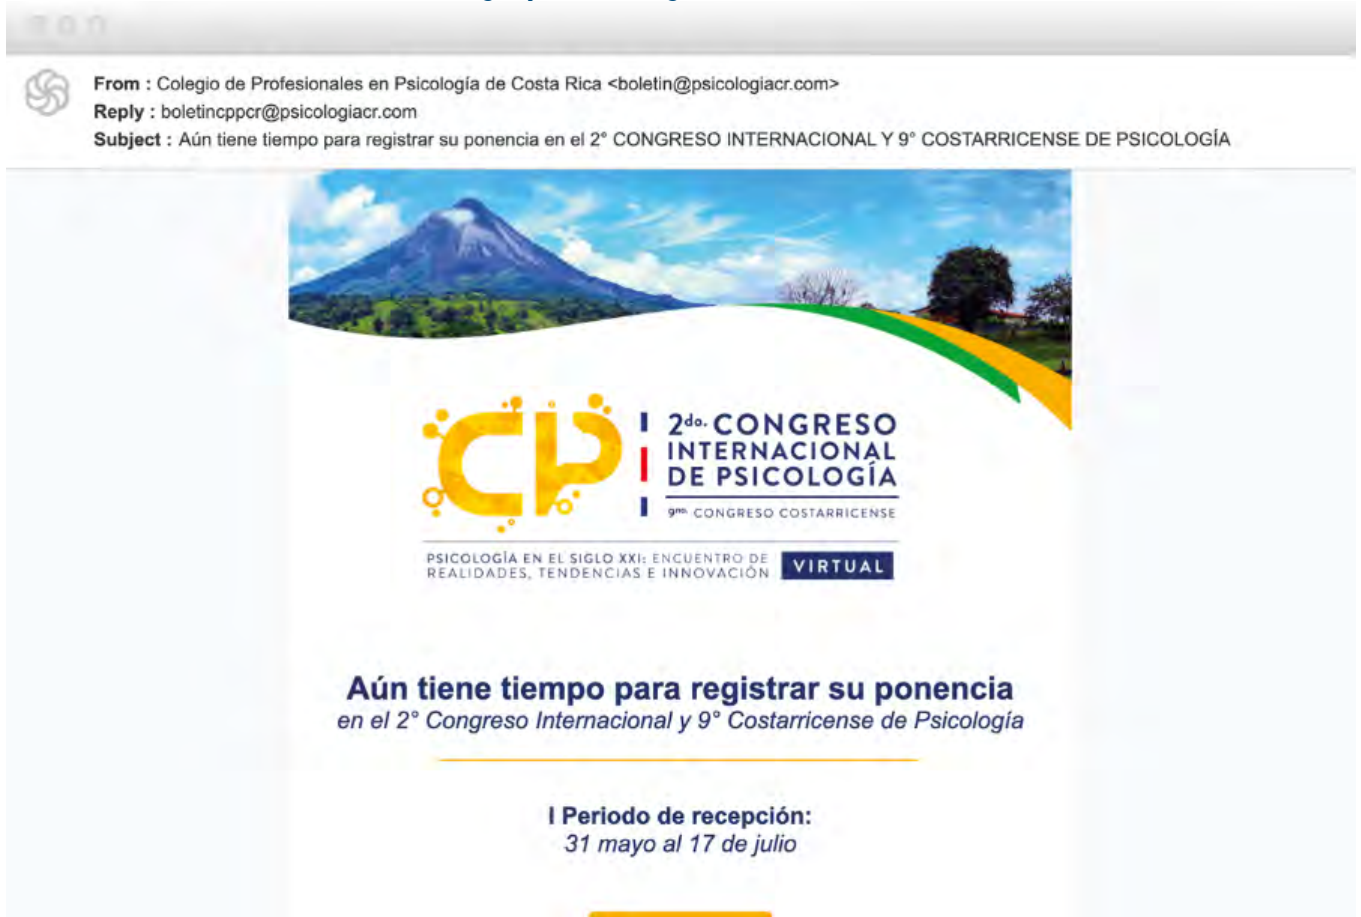 From : Colegio de Profesionales en Psicología de Costa Rica <boletin@psicologiacr.com>
Reply : boletincppcr@psicologiacr.com
Subject : Aún tiene tiempo para registrar su ponencia en el 2° CONGRESO INTERNACIONAL Y 9° COSTARRICENSE DE PSICOLOGÍA
CP
2do. CONGRESO
INTERNACIONAL
DE PSICOLOGÍA
9no. CONGRESO COSTARRICENSE
PSICOLOGÍA EN EL SIGLO XXI: ENCUENTRO DE
REALIDADES, TENDENCIAS E INNOVACIÓN
VIRTUAL
Aún tiene tiempo para registrar su ponencia
en el 2° Congreso Internacional y 9° Costarricense de Psicología
I Periodo de recepción:
31 mayo al 17 de julio